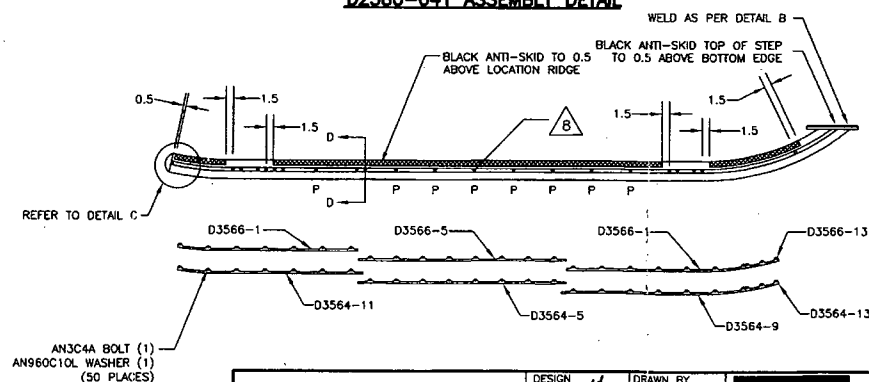 D2580-041 ASSEMBLY DETAIL
WELD AS PER DETAIL B
BLACK ANTI-SKID TO 0.5
ABOVE LOCATION RIDGE
BLACK ANTI-SKID TOP OF STEP
TO 0.5 ABOVE BOTTOM EDGE
0.5
1.5
1.5
1.5
1.5
1.5
D
8
D
P P P P P P P P
REFER TO DETAIL C
D3566-1
D3566-5
D3566-1
D3566-13
D3564-11
D3564-5
D3564-9
D3564-13
AN3C4A BOLT (1)
AN960C10L WASHER (1)
(50 PLACES)
DESIGN
DRAWN BY